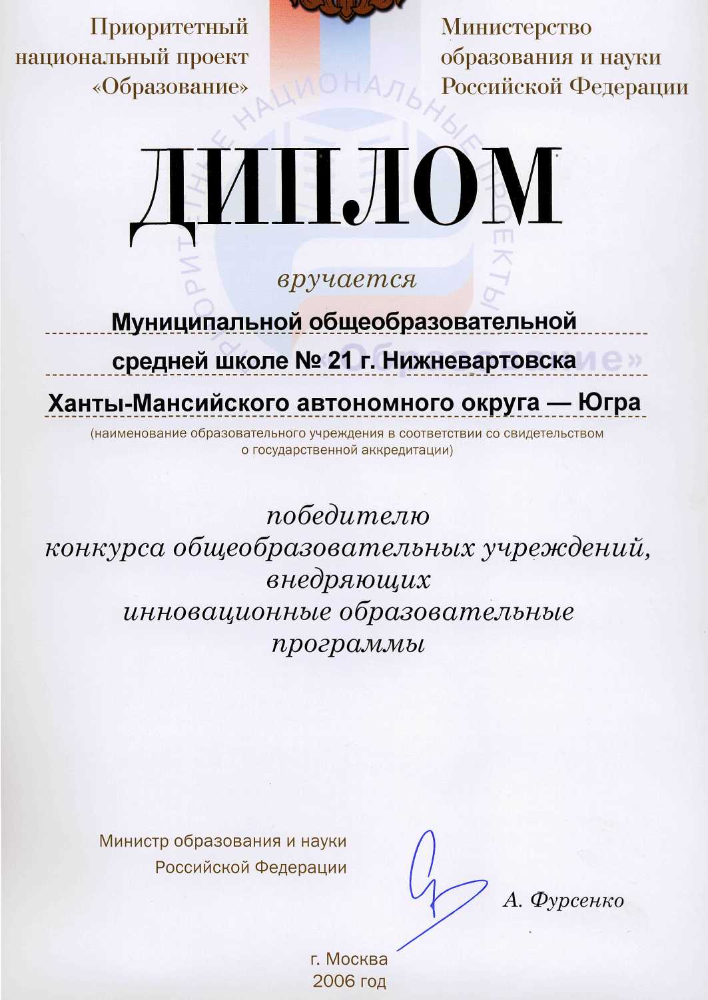 Приоритетный
национальный проект
«Образование»
Министерство
образования и науки
Российской Федерации
ПРИОРИТЕТНЫЕ НАЦИОНАЛЬНЫЕ ПРОЕКТЫ
ДИПЛОМ
вручается
Муниципальной общеобразовательной
«Образование»
средней школе № 21 г. Нижневартовска
Ханты-Мансийского автономного округа — Югра
(наименование образовательного учреждения в соответствии со свидетельством
о государственной аккредитации)
победителю
конкурса общеобразовательных учреждений,
внедряющих
инновационные образовательные
программы
Министр образования и науки
Российской Федерации
А. Фурсенко
г. Москва
2006 год